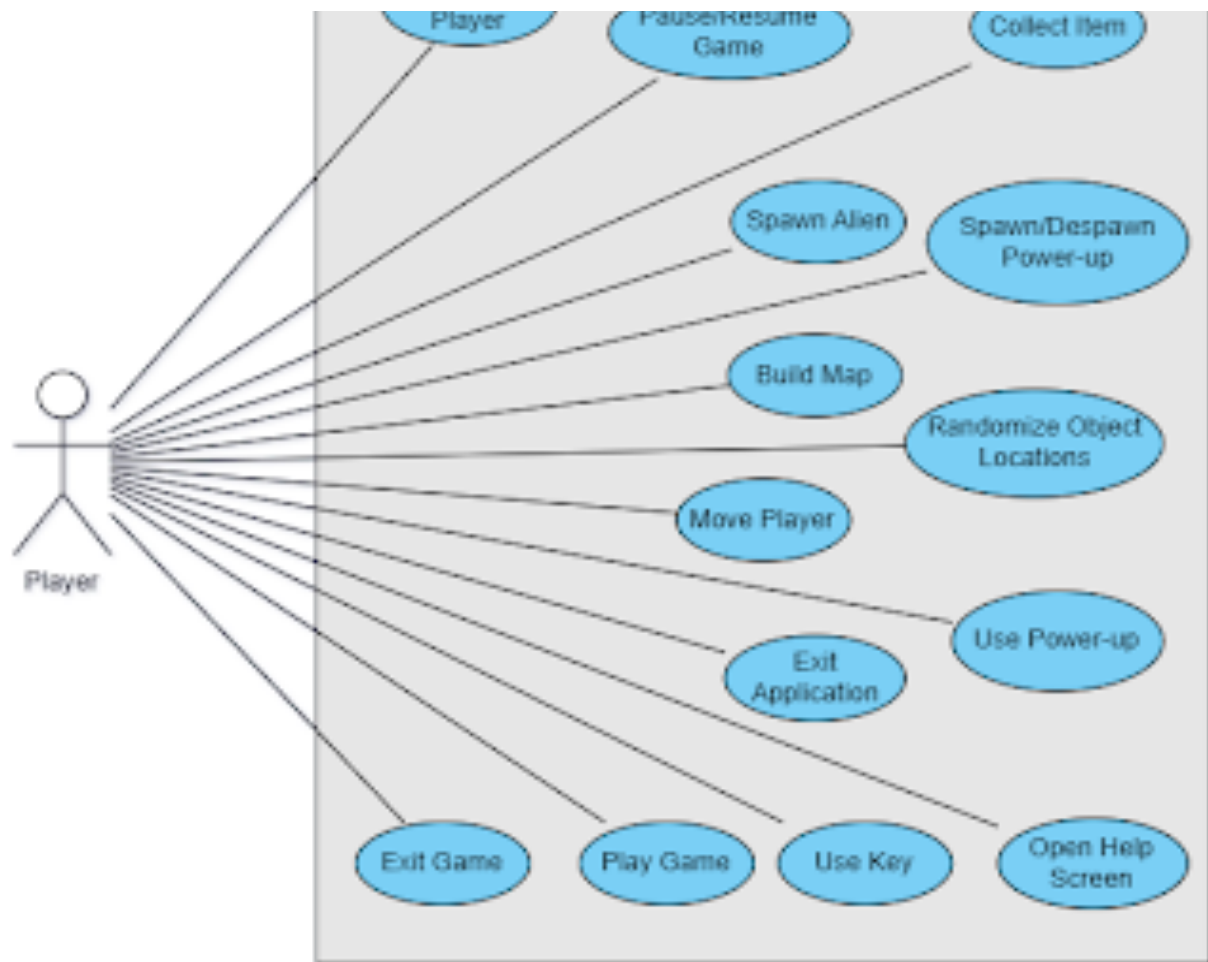 Player
Pause/Resume
Game
Collect Item
Spawn Alien
Spawn/Despawn
Power-up
Build Map
Randomize Object
Locations
Move Player
Player
Use Power-up
Exit
Application
Exit Game
Play Game
Use Key
Open Help
Screen